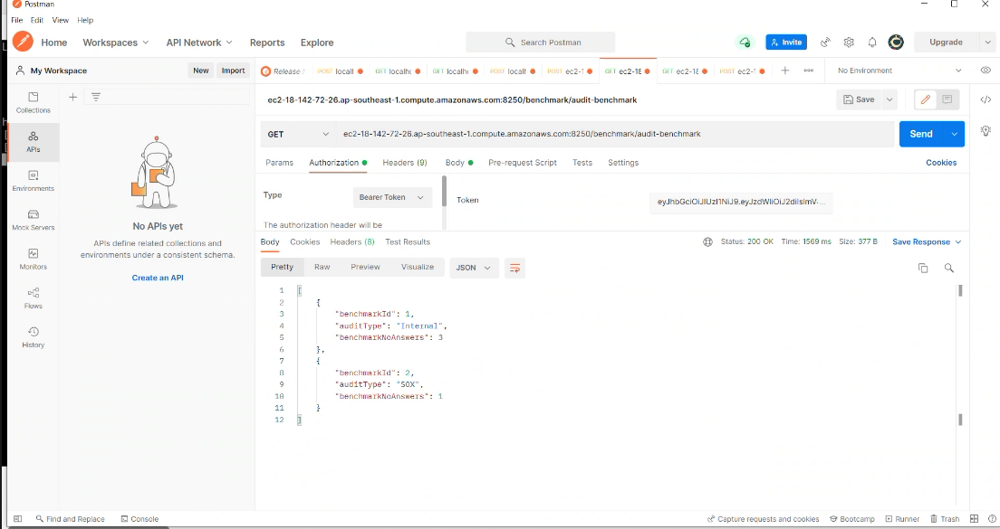 Postman
File Edit View Help
Home Workspaces API Network Reports Explore Search Postman Invite Upgrade
My Workspace New Import Release POST locall GET localho GET localho POST locall POST ec2-1 GET ec2-18 GET ec2-18 POST ec2-1 No Environment
Collections
APIs
Environments
Mock Servers
Monitors
Flows
History
No APIs yet
APIs define related collections and
environments under a consistent schema.
Create an API
ec2-18-142-72-26.ap-southeast-1.compute.amazonaws.com:8250/benchmark/audit-benchmark Save
GET ec2-18-142-72-26.ap-southeast-1.compute.amazonaws.com:8250/benchmark/audit-benchmark Send
Params Authorization Headers (9) Body Pre-request Script Tests Settings Cookies
Type Bearer Token Token
The authorization header will be
Body Cookies Headers (8) Test Results Status: 200 OK Time: 1569 ms Size: 377 B Save Response
Pretty Raw Preview Visualize JSON
1 [
2 {
3 "benchmarkId": 1,
4 "auditType": "Internal",
5 "benchmarkNoAnswers": 3
6 },
7 {
8 "benchmarkId": 2,
9 "auditType": "SOX",
10 "benchmarkNoAnswers": 1
11 }
12 ]
Find and Replace Console Capture requests and cookies Bootcamp Runner Trash